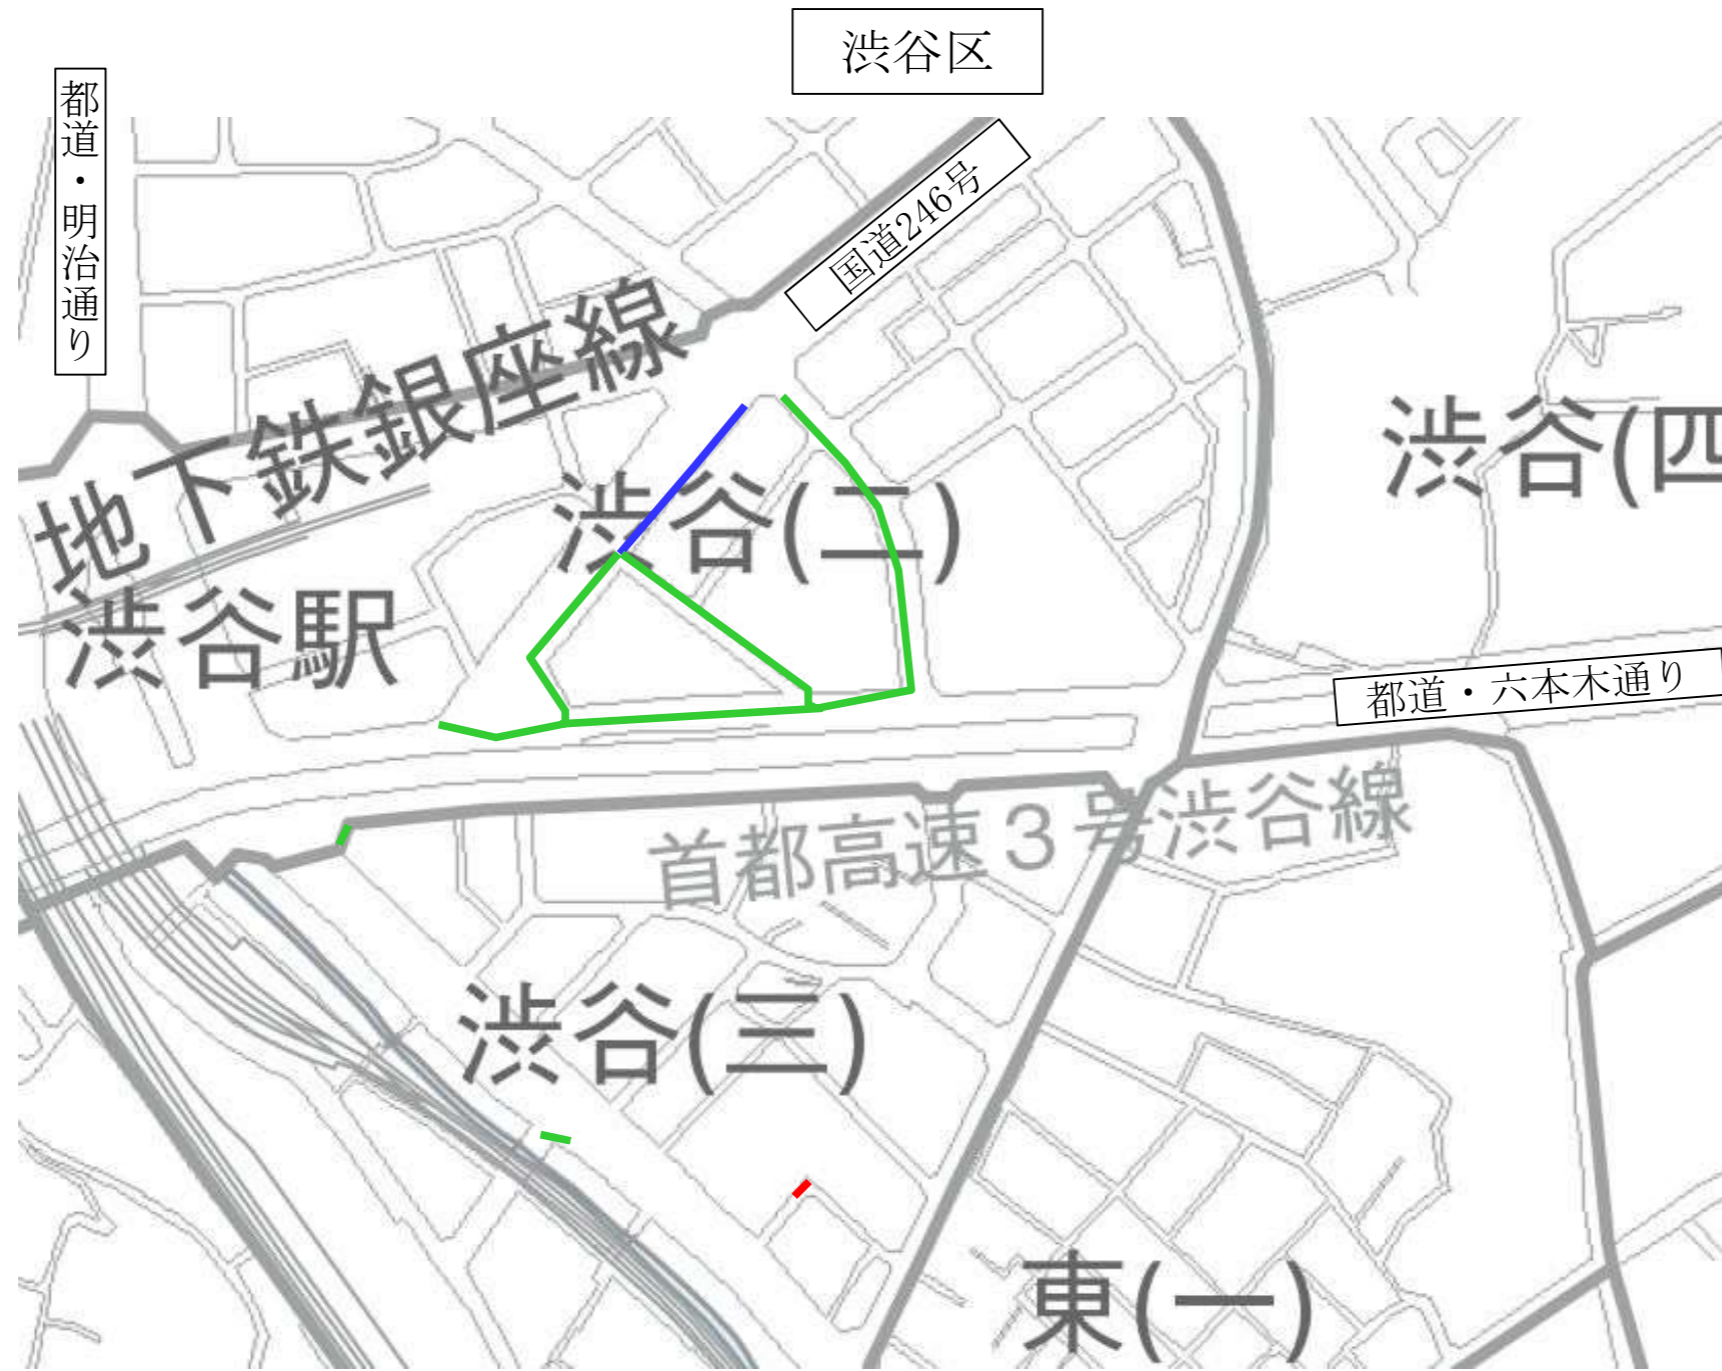 渋谷区
都道・明治通り
国道246号
地下鉄銀座線
渋谷(四
渋谷(二)
渋谷駅
都道・六本木通り
首都高速3号渋谷線
渋谷(三)
東(一)